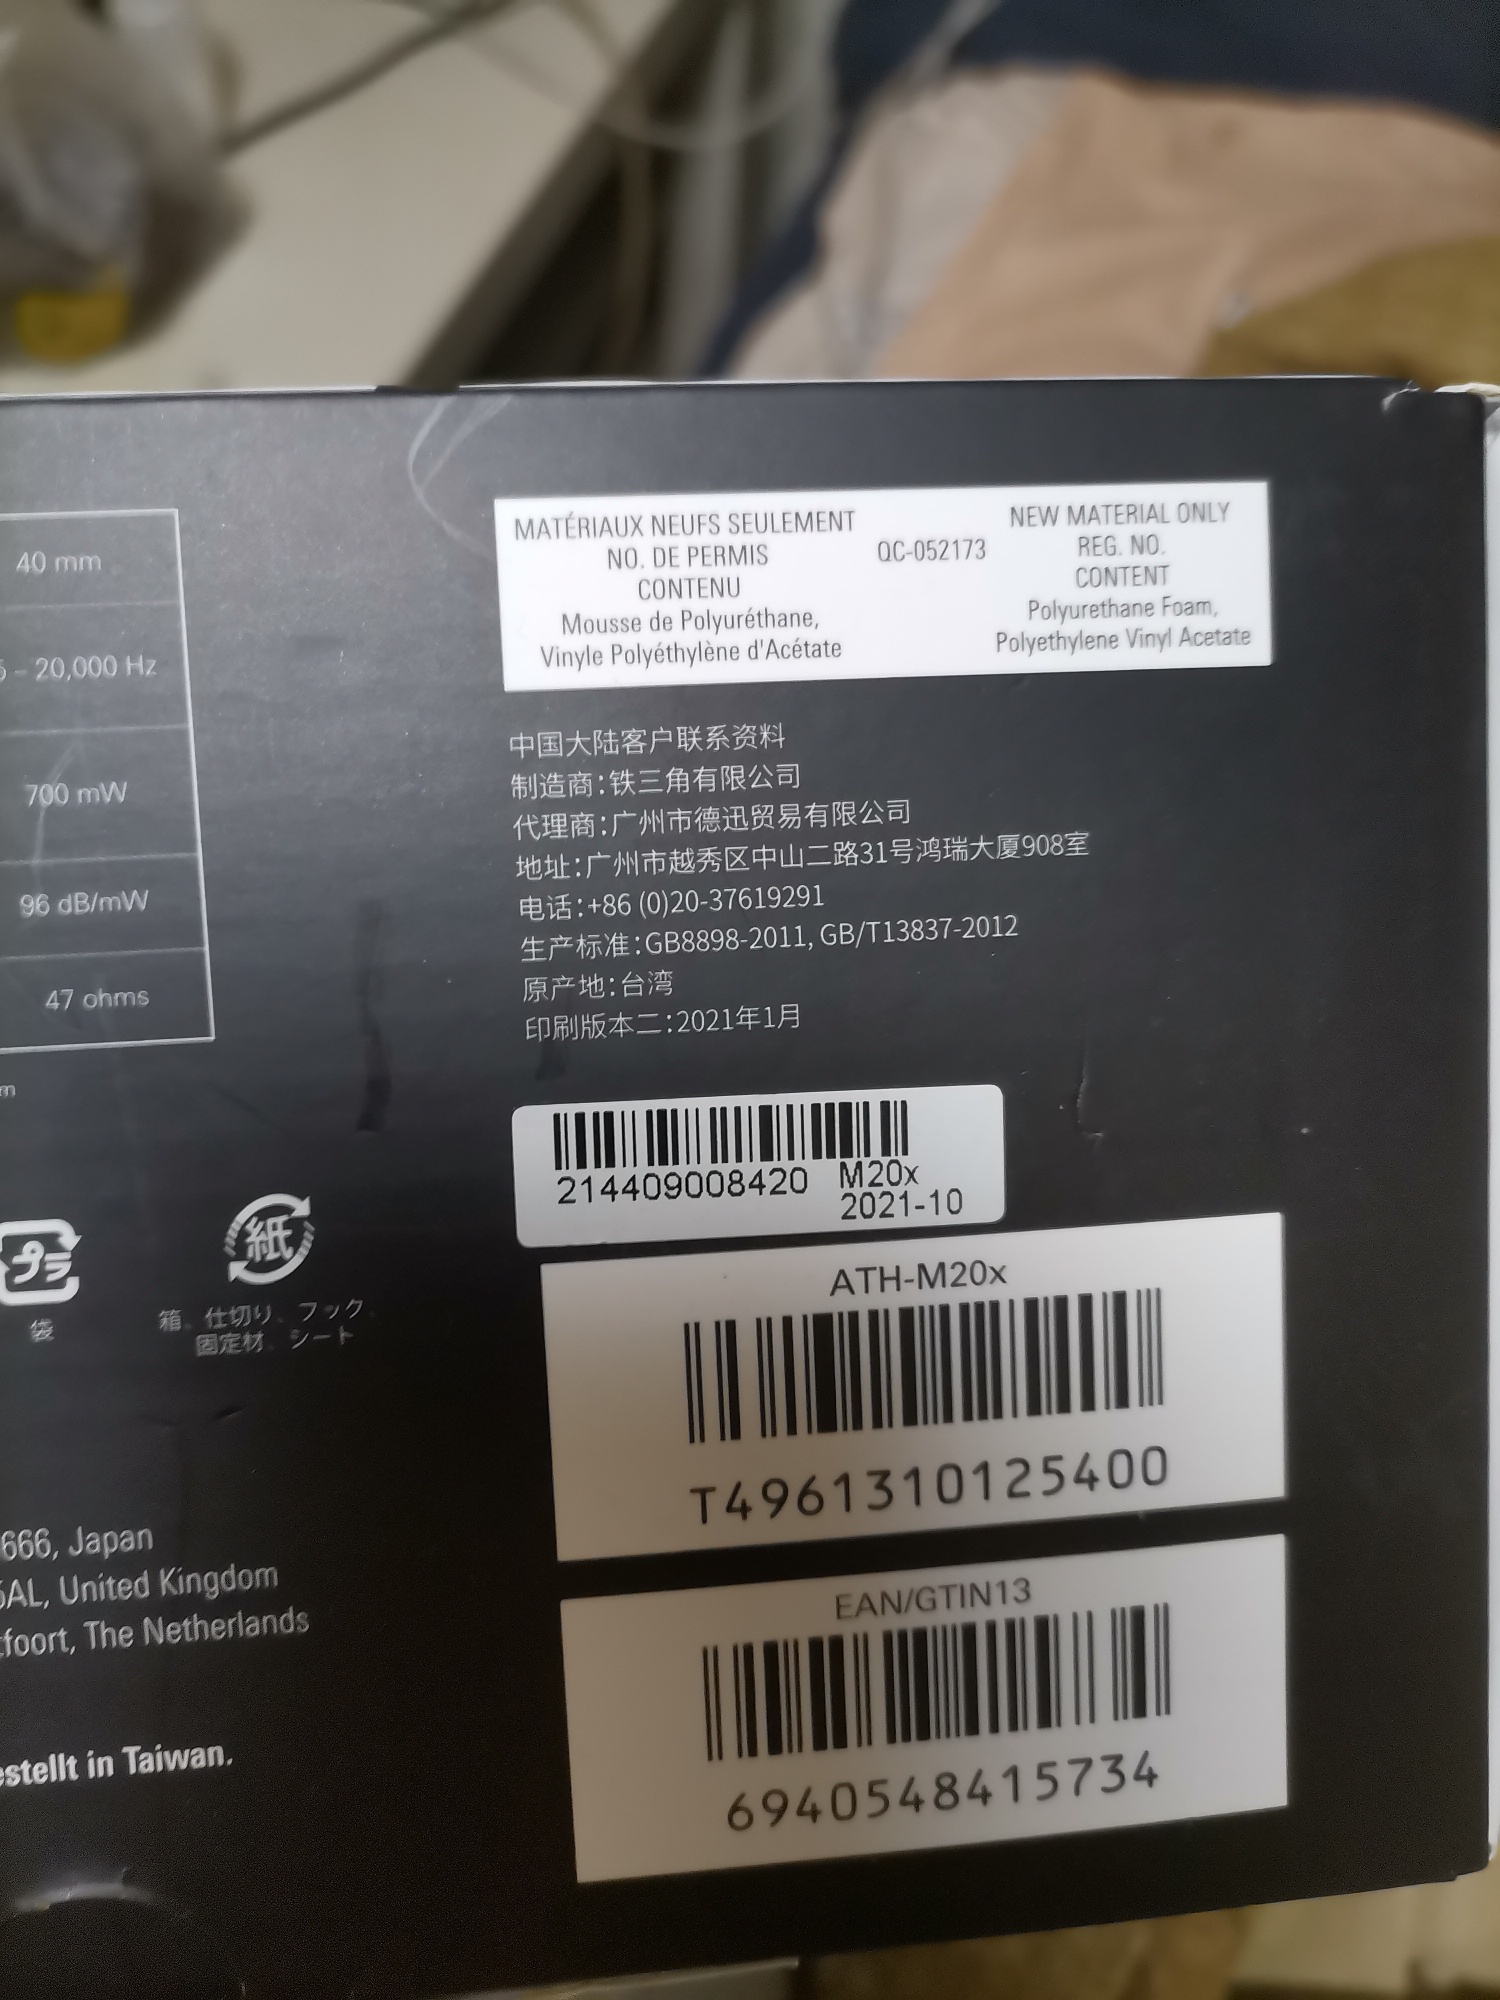 40 mm
– 20,000 Hz
700 mW
96 dB/mW
47 ohms
m
MATÉRIAUX NEUFS SEULEMENT
NO. DE PERMIS
CONTENU
Mousse de Polyuréthane,
Vinyle Polyéthylène d'Acétate
QC-052173
NEW MATERIAL ONLY
REG. NO.
CONTENT
Polyurethane Foam,
Polyethylene Vinyl Acetate
中国大陆客户联系资料
制造商:铁三角有限公司
代理商:广州市德迅贸易有限公司
地址:广州市越秀区中山二路31号鸿瑞大厦908室
电话:+86 (0)20-37619291
生产标准:GB8898-2011, GB/T13837-2012
原产地:台湾
印刷版本二:2021年1月
214409008420 M20x
2021-10
プラ
袋
紙
箱、仕切り、フック、
固定材、シート
ATH-M20x
T4961310125400
666, Japan
AL, United Kingdom
foort, The Netherlands
EAN/GTIN13
6940548415734
estellt in Taiwan.